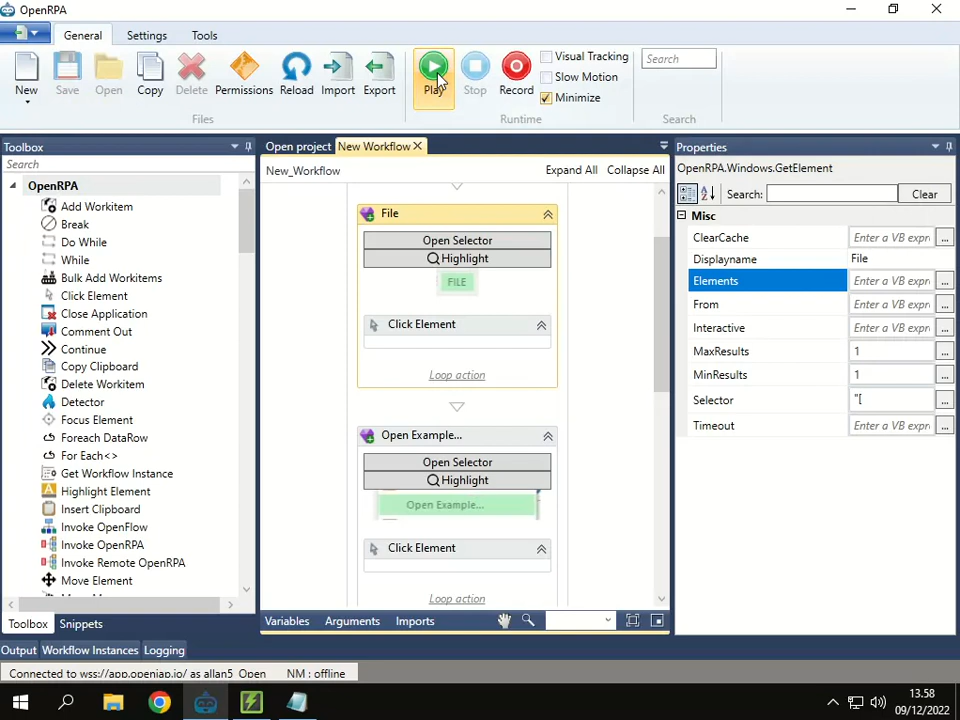 OpenRPA
General Settings Tools
New Save Open Copy Delete Permissions Reload Import Export Play Stop Record
Visual Tracking
Slow Motion
Minimize
Search
Files Runtime Search
Toolbox
Search
OpenRPA
Add Workitem
Break
Do While
While
Bulk Add Workitems
Click Element
Close Application
Comment Out
Continue
Copy Clipboard
Delete Workitem
Detector
Focus Element
Foreach DataRow
For Each<>
Get Workflow Instance
Highlight Element
Insert Clipboard
Invoke OpenFlow
Invoke OpenRPA
Invoke Remote OpenRPA
Move Element
Toolbox Snippets
Open project New Workflow
New_Workflow Expand All Collapse All
File
Open Selector
Highlight
FILE
Click Element
Loop action
Open Example...
Open Selector
Highlight
Open Example...
Click Element
Loop action
Variables Arguments Imports
Properties
OpenRPA.Windows.GetElement
Search: Clear
Misc
ClearCache Enter a VB expr ...
Displayname File
Elements Enter a VB expr ...
From Enter a VB expr ...
Interactive Enter a VB expr ...
MaxResults 1 ...
MinResults 1 ...
Selector "[ ...
Timeout Enter a VB expr ...
Output Workflow Instances Logging
Connected to wss://app.openiap.io/ as allan5 Open NM : offline
13.58
09/12/2022